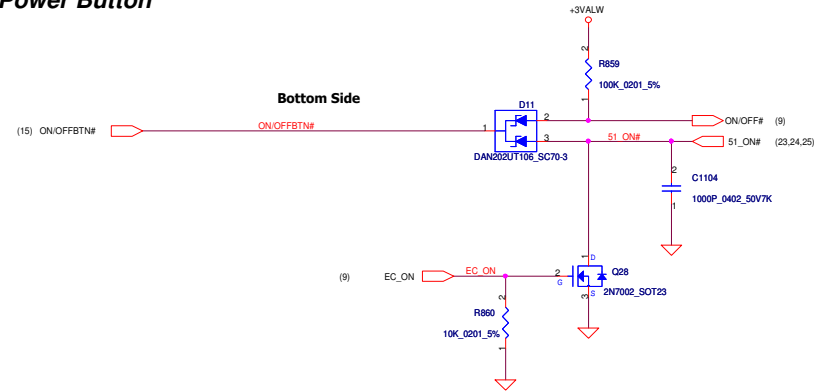 Power Button
+3VALW
2
R859
100K_0201_5%
1
Bottom Side
D11
(15) ON/OFFBTN#
ON/OFFBTN#
1
2
ON/OFF# (9)
3
51_ON#
51_ON# (23,24,25)
DAN202UT106_SC70-3
2
C1104
1000P_0402_50V7K
1
1
D
(9) EC_ON
EC_ON
2
G
Q28
3
S
2N7002_SOT23
2
R860
10K_0201_5%
1